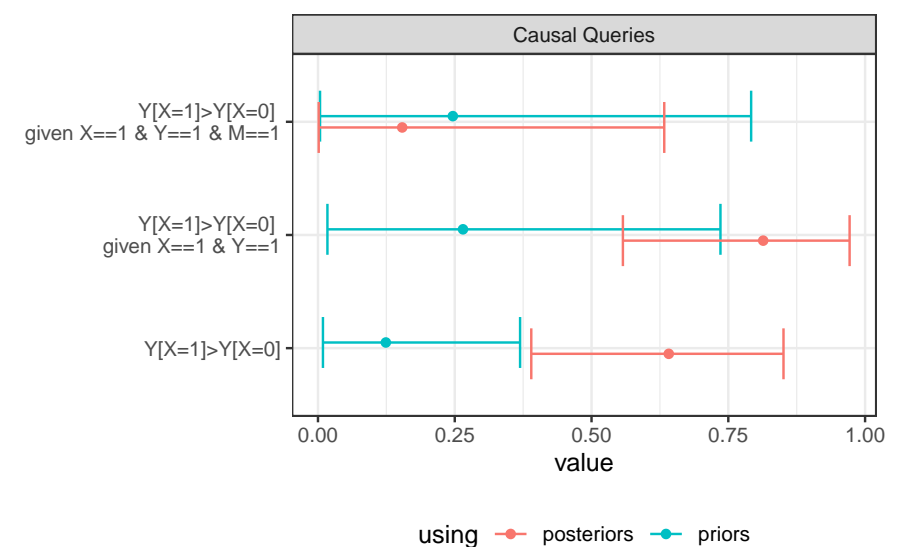 Causal Queries
Y[X=1]>Y[X=0]
given X==1 & Y==1 & M==1
Y[X=1]>Y[X=0]
given X==1 & Y==1
Y[X=1]>Y[X=0]
0.00 0.25 0.50 0.75 1.00
value
using posteriors priors